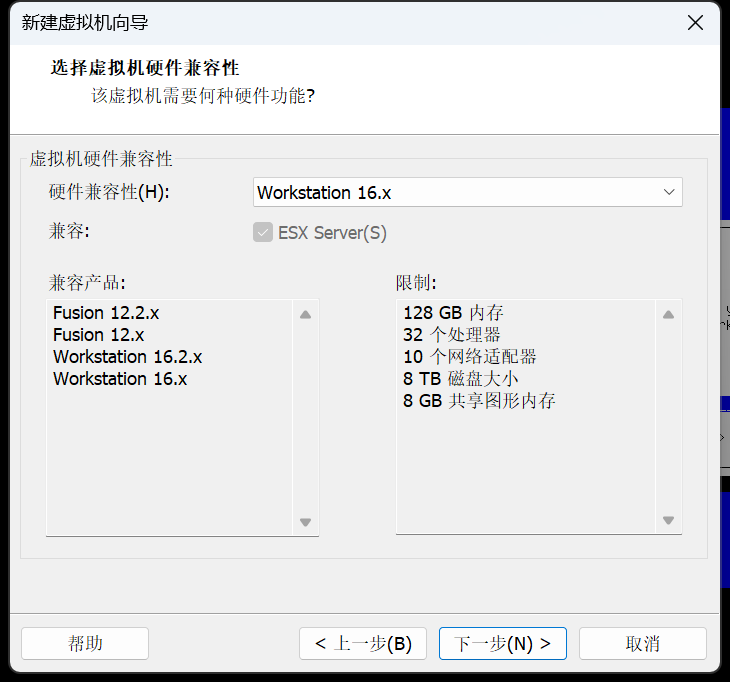 新建虚拟机向导
选择虚拟机硬件兼容性
该虚拟机需要何种硬件功能?
虚拟机硬件兼容性
硬件兼容性(H):
Workstation 16.x
兼容:
ESX Server(S)
兼容产品:
Fusion 12.2.x
Fusion 12.x
Workstation 16.2.x
Workstation 16.x
限制:
128 GB 内存
32 个处理器
10 个网络适配器
8 TB 磁盘大小
8 GB 共享图形内存
帮助
< 上一步(B)
下一步(N) >
取消